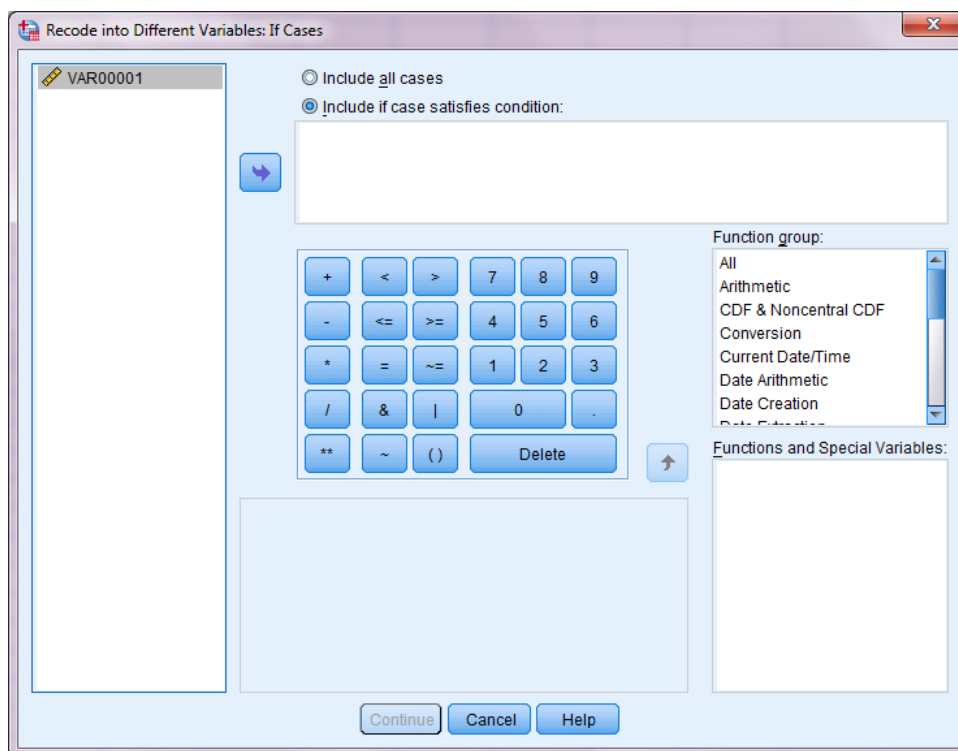 Recode into Different Variables: If Cases
VAR00001
Include all cases
Include if case satisfies condition:
Function group:
All
Arithmetic
CDF & Noncentral CDF
Conversion
Current Date/Time
Date Arithmetic
Date Creation
Date Extraction
+ < > 7 8 9
- <= >= 4 5 6
* = ~= 1 2 3
/ & | 0 .
** ~ ( ) Delete
Functions and Special Variables:
Continue Cancel Help